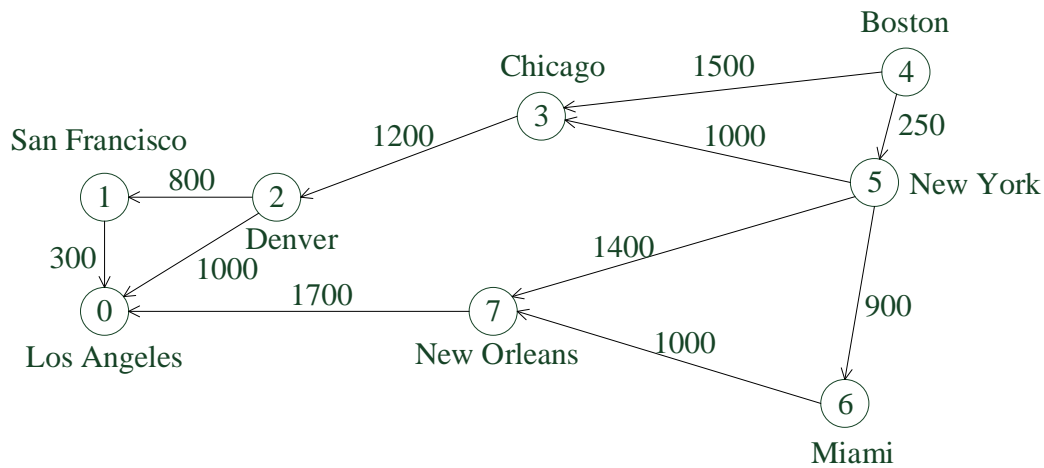 Boston
Chicago
1500
4
3
250
1200
1000
San Francisco
800
1
2
5
New York
Denver
1400
300
1000
1700
900
0
7
Los Angeles
New Orleans
1000
6
Miami